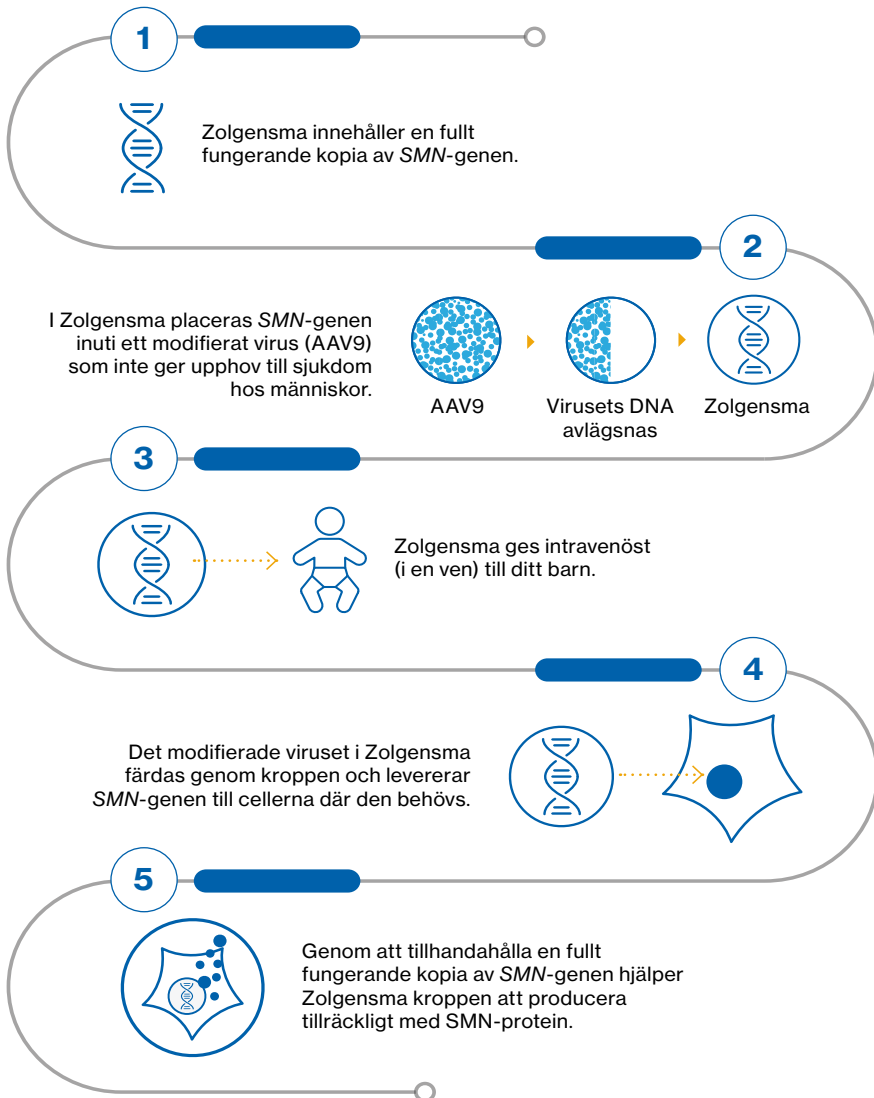 1
Zolgensma innehåller en fullt
fungerande kopia av SMN-genen.
2
I Zolgensma placeras SMN-genen
inuti ett modifierat virus (AAV9)
som inte ger upphov till sjukdom
hos människor.
AAV9
Virusets DNA
avlägsnas
Zolgensma
3
Zolgensma ges intravenöst
(i en ven) till ditt barn.
4
Det modifierade viruset i Zolgensma
färdas genom kroppen och levererar
SMN-genen till cellerna där den behövs.
5
Genom att tillhandahålla en fullt
fungerande kopia av SMN-genen hjälper
Zolgensma kroppen att producera
tillräckligt med SMN-protein.